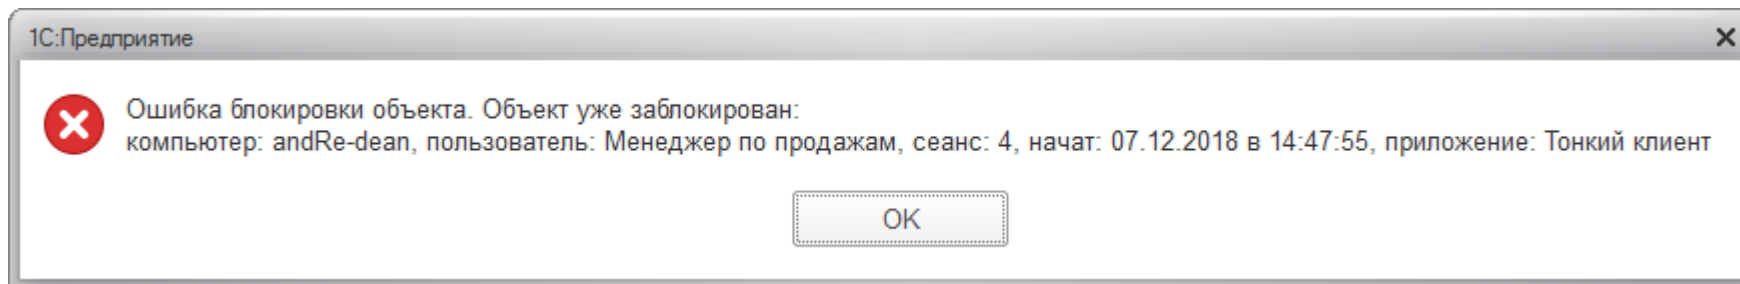 1С:Предприятие
Ошибка блокировки объекта. Объект уже заблокирован:
компьютер: andRe-dean, пользователь: Менеджер по продажам, сеанс: 4, начат: 07.12.2018 в 14:47:55, приложение: Тонкий клиент
OK